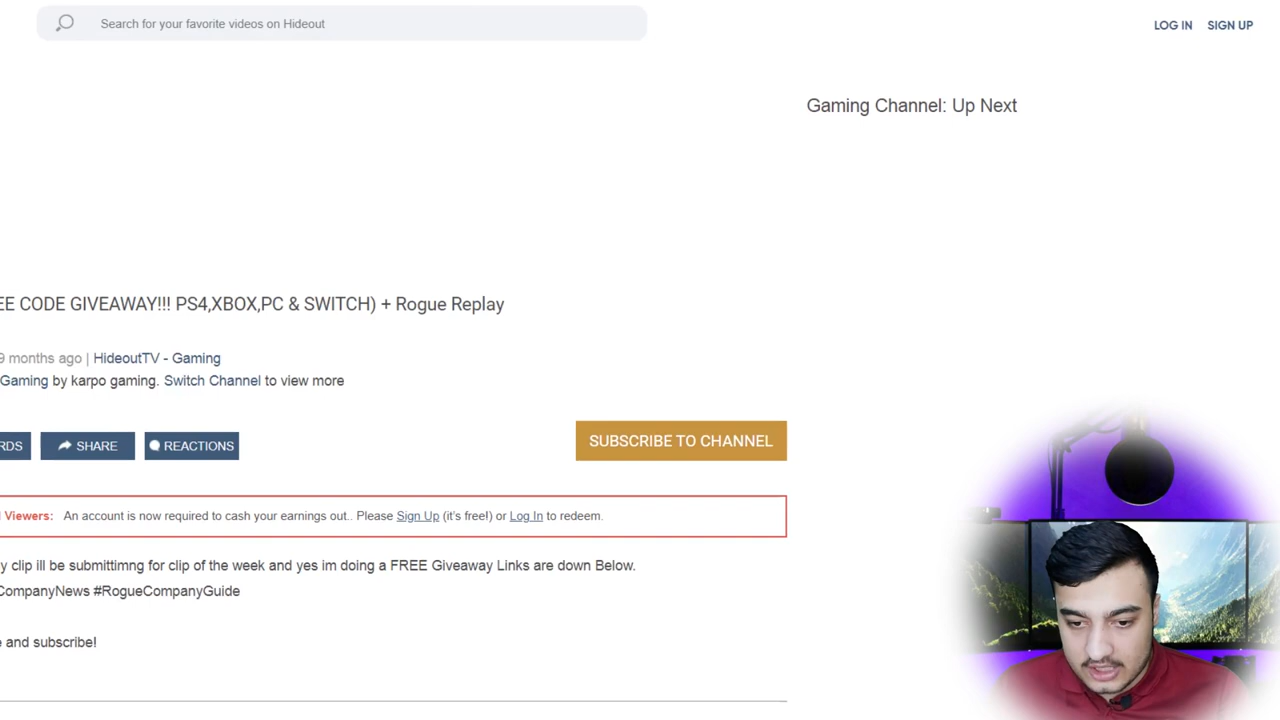 Search for your favorite videos on Hideout
LOG IN SIGN UP
Gaming Channel: Up Next
EE CODE GIVEAWAY!!! PS4,XBOX,PC & SWITCH) + Rogue Replay
9 months ago | HideoutTV - Gaming
Gaming by karpo gaming. Switch Channel to view more
RDS SHARE REACTIONS
SUBSCRIBE TO CHANNEL
l Viewers: An account is now required to cash your earnings out.. Please Sign Up (it's free!) or Log In to redeem.
y clip ill be submittimng for clip of the week and yes im doing a FREE Giveaway Links are down Below.
CompanyNews #RogueCompanyGuide
e and subscribe!